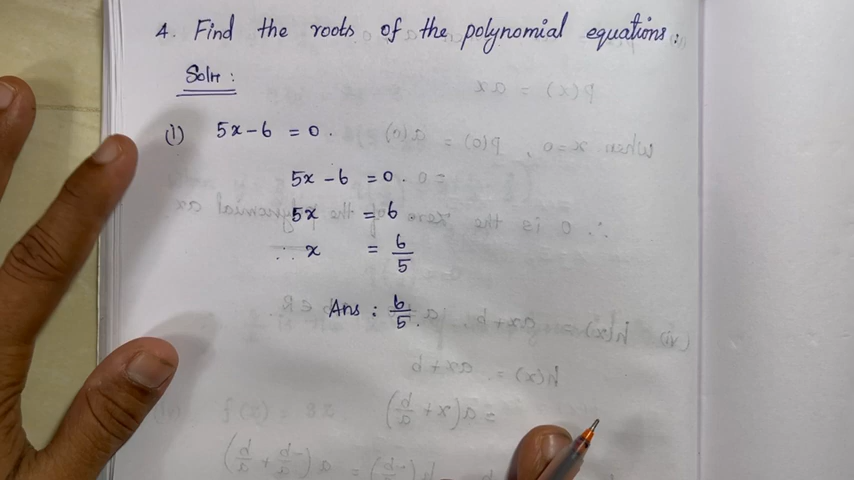 4. Find the roots of the polynomial equations:
Soln:
(i) 5x-6 = 0.
5x-6 = 0.
5x = 6
∴ x = 6/5
Ans: 6/5.